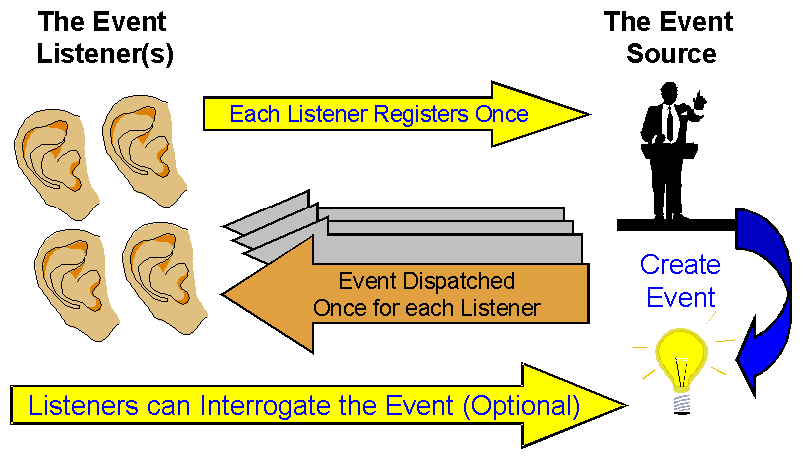 The Event
Listener(s)
The Event
Source
Each Listener Registers Once
Event Dispatched
Once for each Listener
Create
Event
Listeners can Interrogate the Event (Optional)